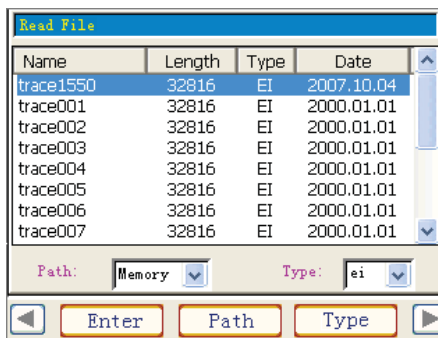 Read File
Name Length Type Date
trace1550 32816 EI 2007.10.04
trace001 32816 EI 2000.01.01
trace002 32816 EI 2000.01.01
trace003 32816 EI 2000.01.01
trace004 32816 EI 2000.01.01
trace005 32816 EI 2000.01.01
trace006 32816 EI 2000.01.01
trace007 32816 EI 2000.01.01
Path: Memory Type: ei
Enter Path Type